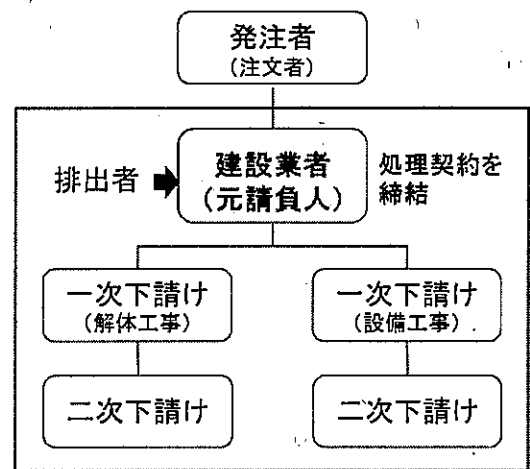 発注者
(注文者)
排出者
建設業者
(元請負人)
処理契約を
締結
一次下請け
(解体工事)
一次下請け
(設備工事)
二次下請け
二次下請け